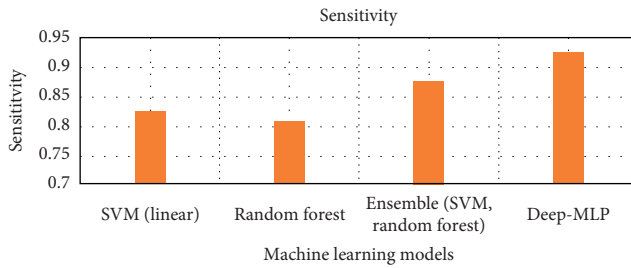 Sensitivity
0.95
0.9
0.85
0.8
0.75
0.7
Sensititvity
SVM (linear)
Random forest
Ensemble (SVM,
random forest)
Deep-MLP
Machine learning models